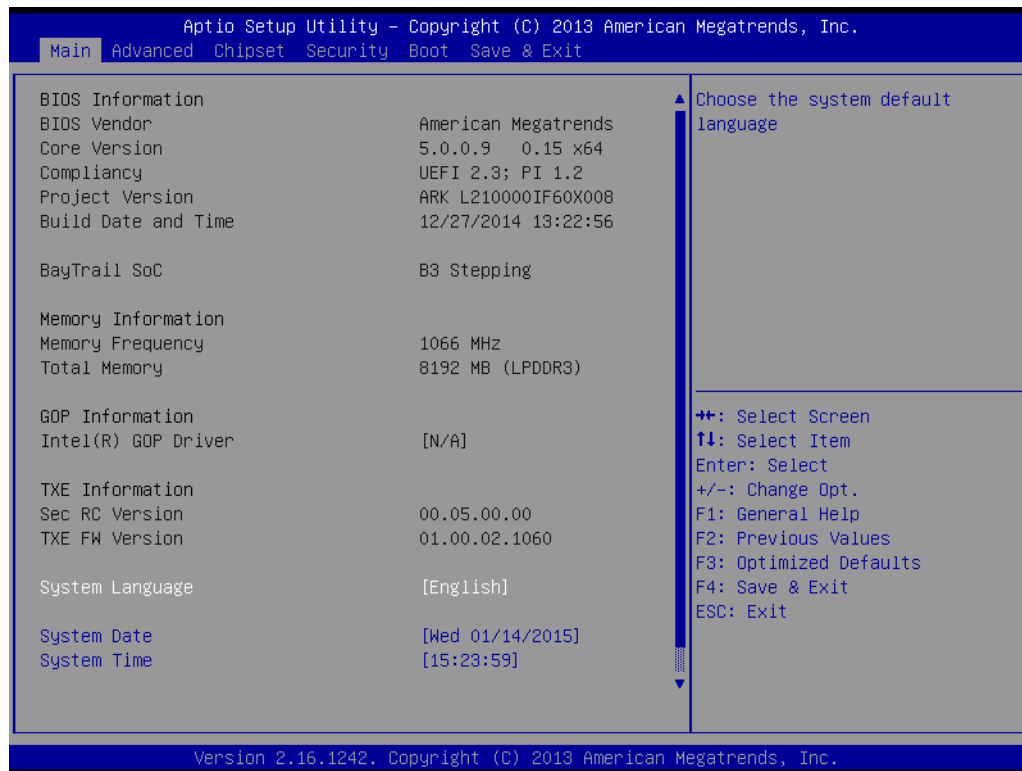 Aptio Setup Utility – Copyright (C) 2013 American Megatrends, Inc.
Main Advanced Chipset Security Boot Save & Exit
BIOS Information
BIOS Vendor American Megatrends
Core Version 5.0.0.9 0.15 x64
Compliancy UEFI 2.3; PI 1.2
Project Version ARK L210000IF60X008
Build Date and Time 12/27/2014 13:22:56
BayTrail SoC B3 Stepping
Memory Information
Memory Frequency 1066 MHz
Total Memory 8192 MB (LPDDR3)
GOP Information
Intel(R) GOP Driver [N/A]
TXE Information
Sec RC Version 00.05.00.00
TXE FW Version 01.00.02.1060
System Language [English]
System Date [Wed 01/14/2015]
System Time [15:23:59]
Choose the system default
language
→←: Select Screen
↑↓: Select Item
Enter: Select
+/-: Change Opt.
F1: General Help
F2: Previous Values
F3: Optimized Defaults
F4: Save & Exit
ESC: Exit
Version 2.16.1242. Copyright (C) 2013 American Megatrends, Inc.